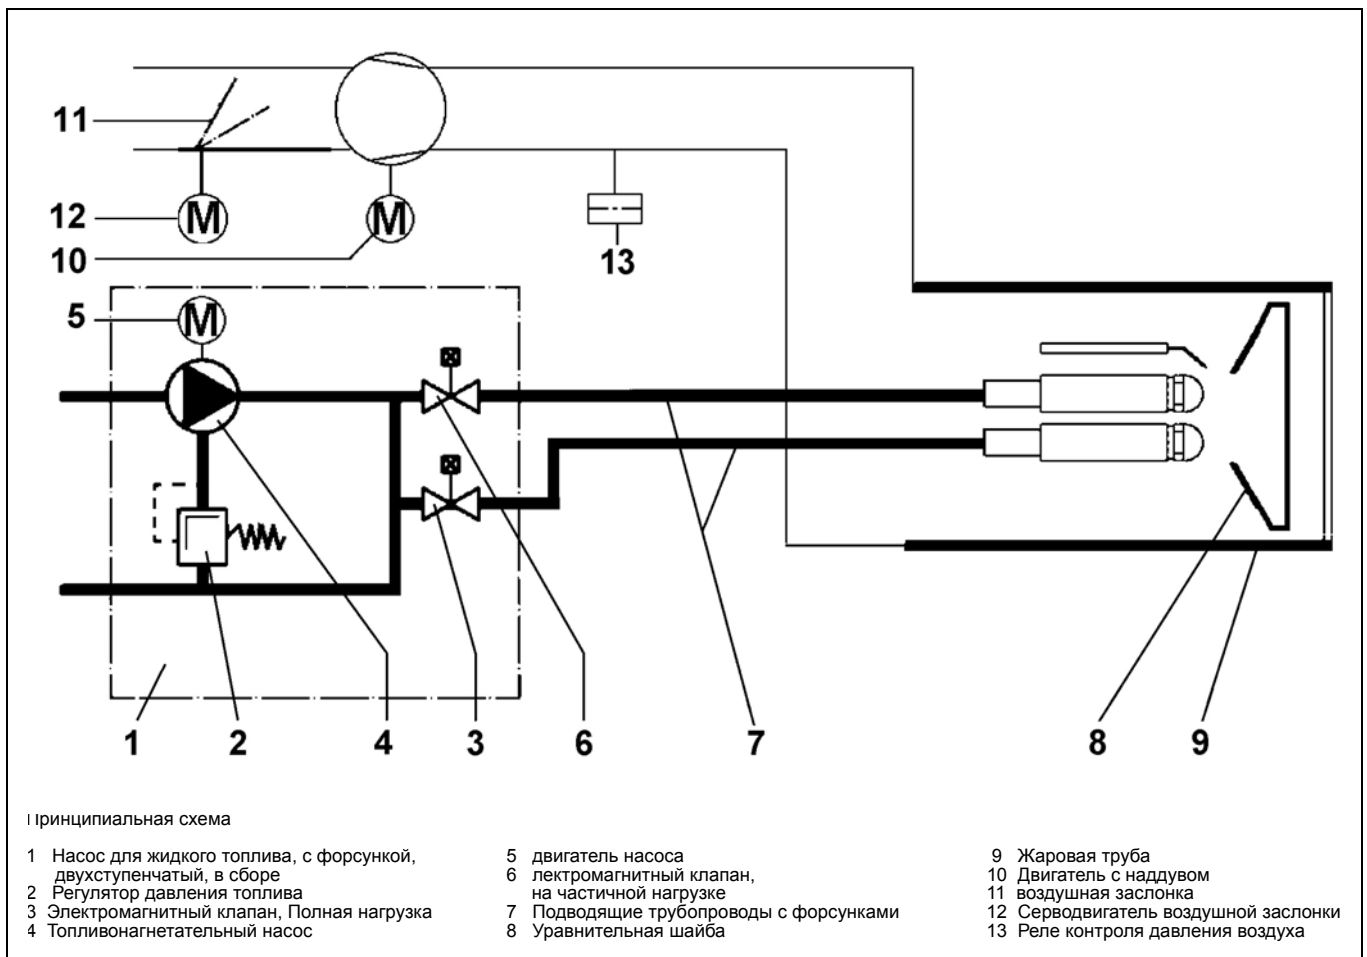 11
12
M
M
10
13
5
M
1
2
4
3
6
7
8
9
Принципиальная схема
1 Насос для жидкого топлива, с форсункой,
двухступенчатый, в сборе
2 Регулятор давления топлива
3 Электромагнитный клапан, Полная нагрузка
4 Топливонагнетательный насос
5 двигатель насоса
6 лектромагнитный клапан,
на частичной нагрузке
7 Подводящие трубопроводы с форсунками
8 Уравнительная шайба
9 Жаровая труба
10 Двигатель с наддувом
11 воздушная заслонка
12 Серводвигатель воздушной заслонки
13 Реле контроля давления воздуха